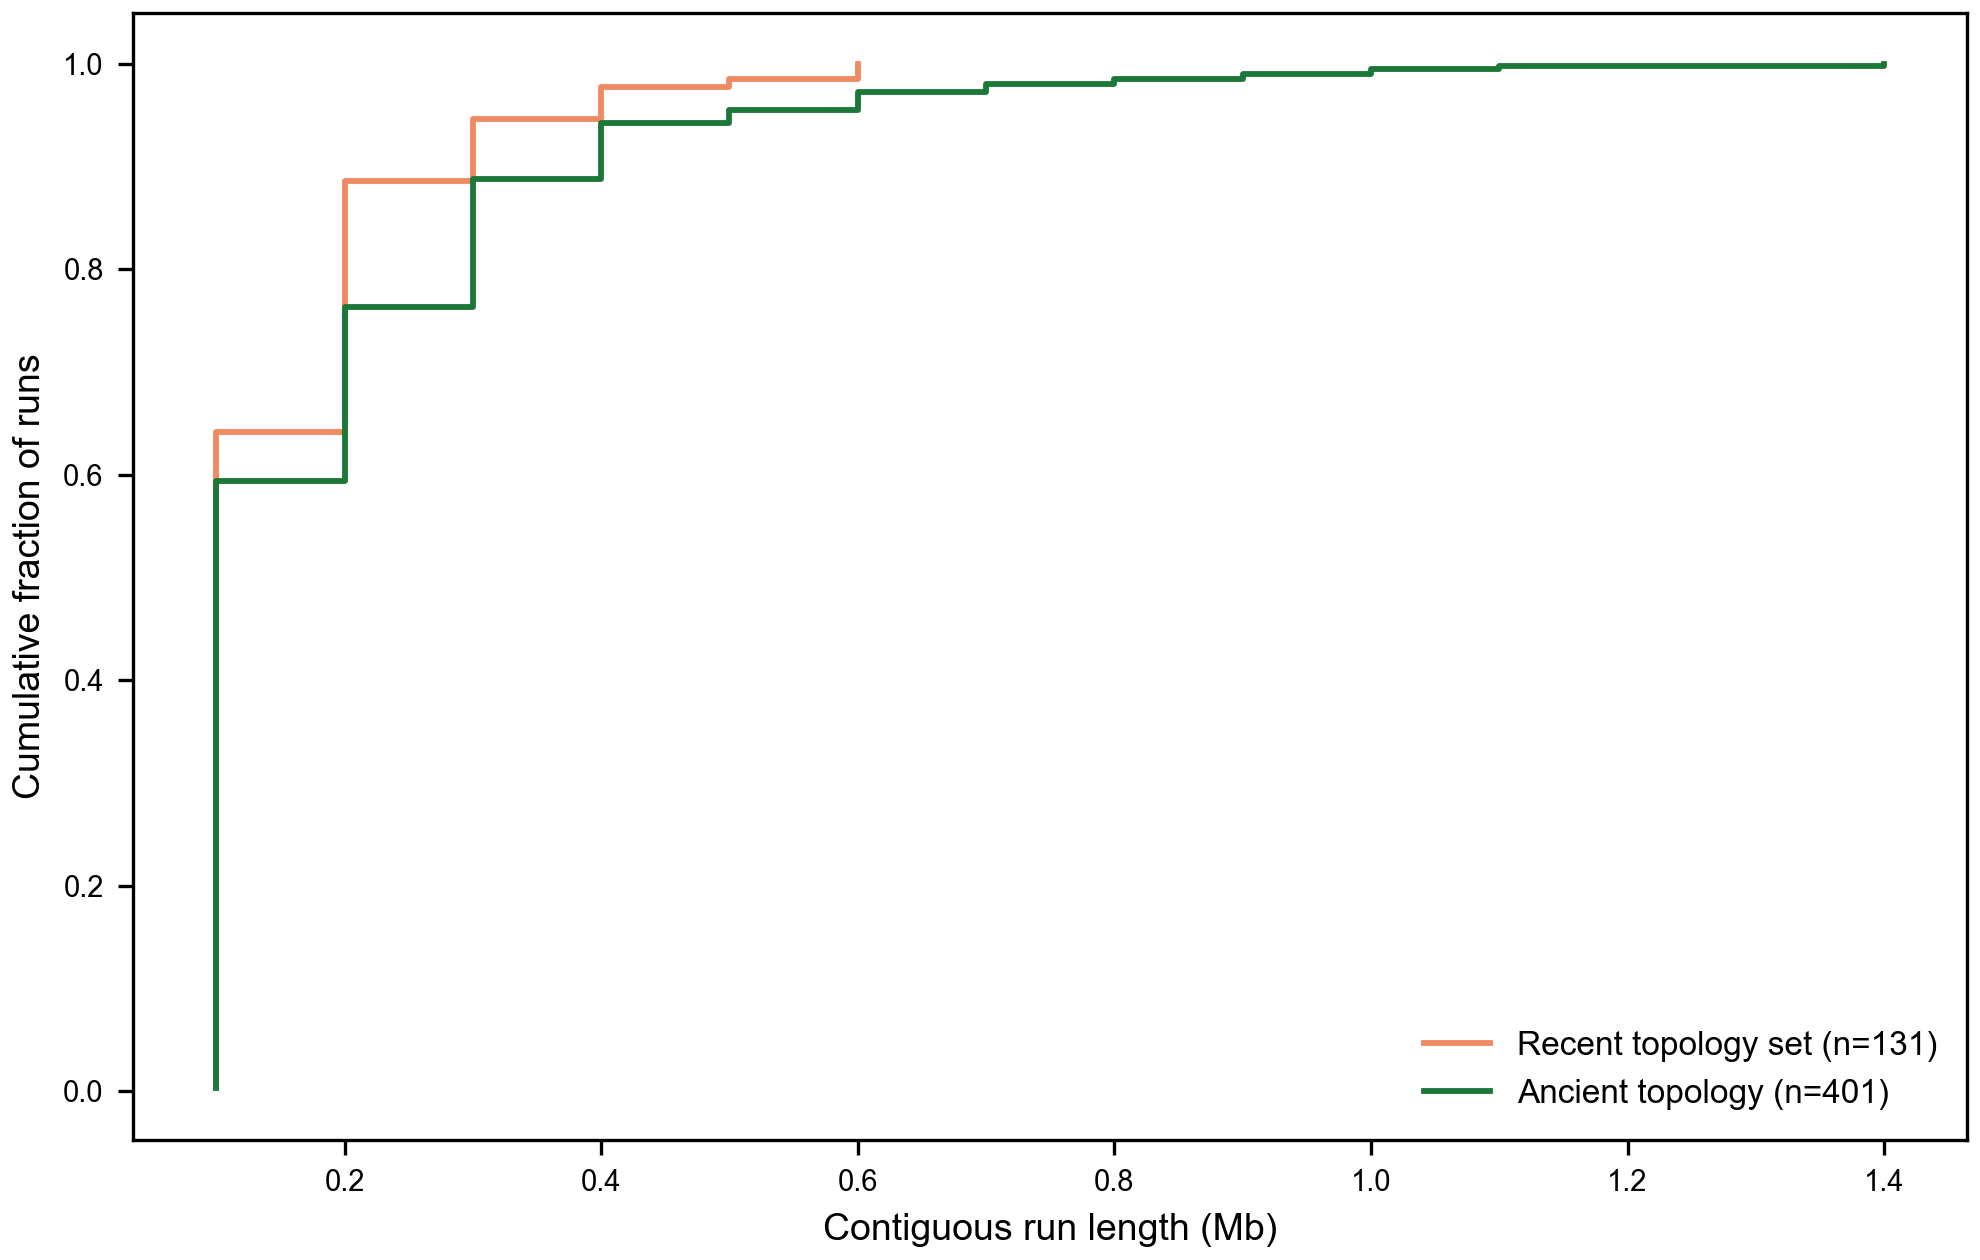 Cumulative fraction of runs
1.0
0.8
0.6
0.4
0.2
0.0
Recent topology set (n=131)
Ancient topology (n=401)
0.2 0.4 0.6 0.8 1.0 1.2 1.4
Contiguous run length (Mb)